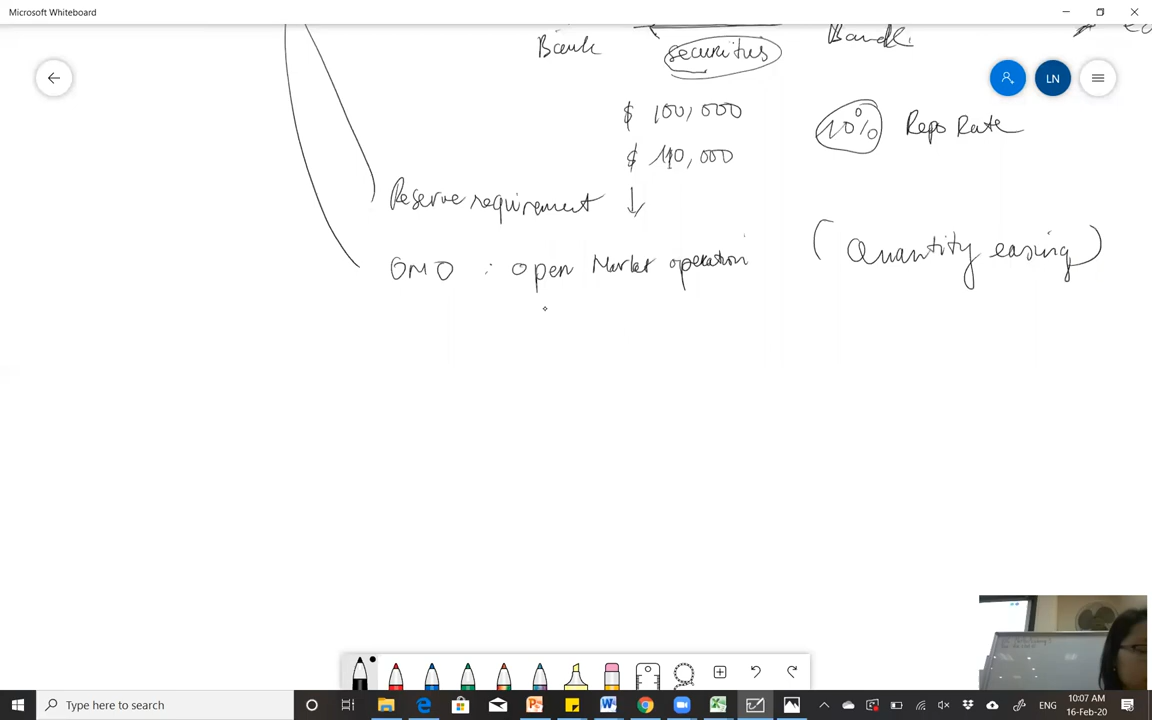 Microsoft Whiteboard
Bank securities Bank
LN
$ 100,000
10% Repo Rate
$ 110,000
Reserve requirement ↓
(Quantity easing)
OMO : open Market operation
Type here to search
ENG
10:07 AM
16-Feb-20